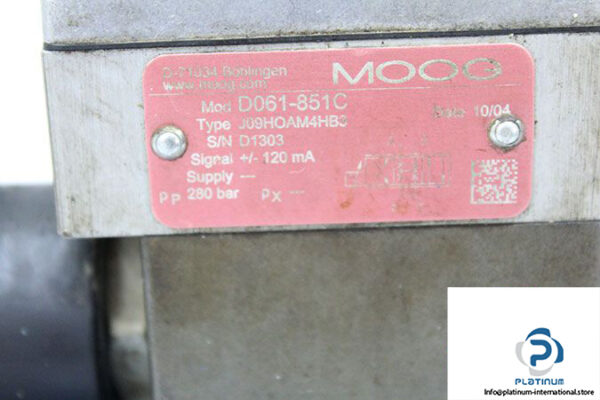 D-71034 Böblingen
www.moog.com
MOOG
Mod D061-851C
Date 10/04
Type J09HOAM4HB3
S/N D1303
Signal +/- 120 mA
Supply ---
Pp 280 bar Px ---
PLATINUM
Info@platinum-international.store